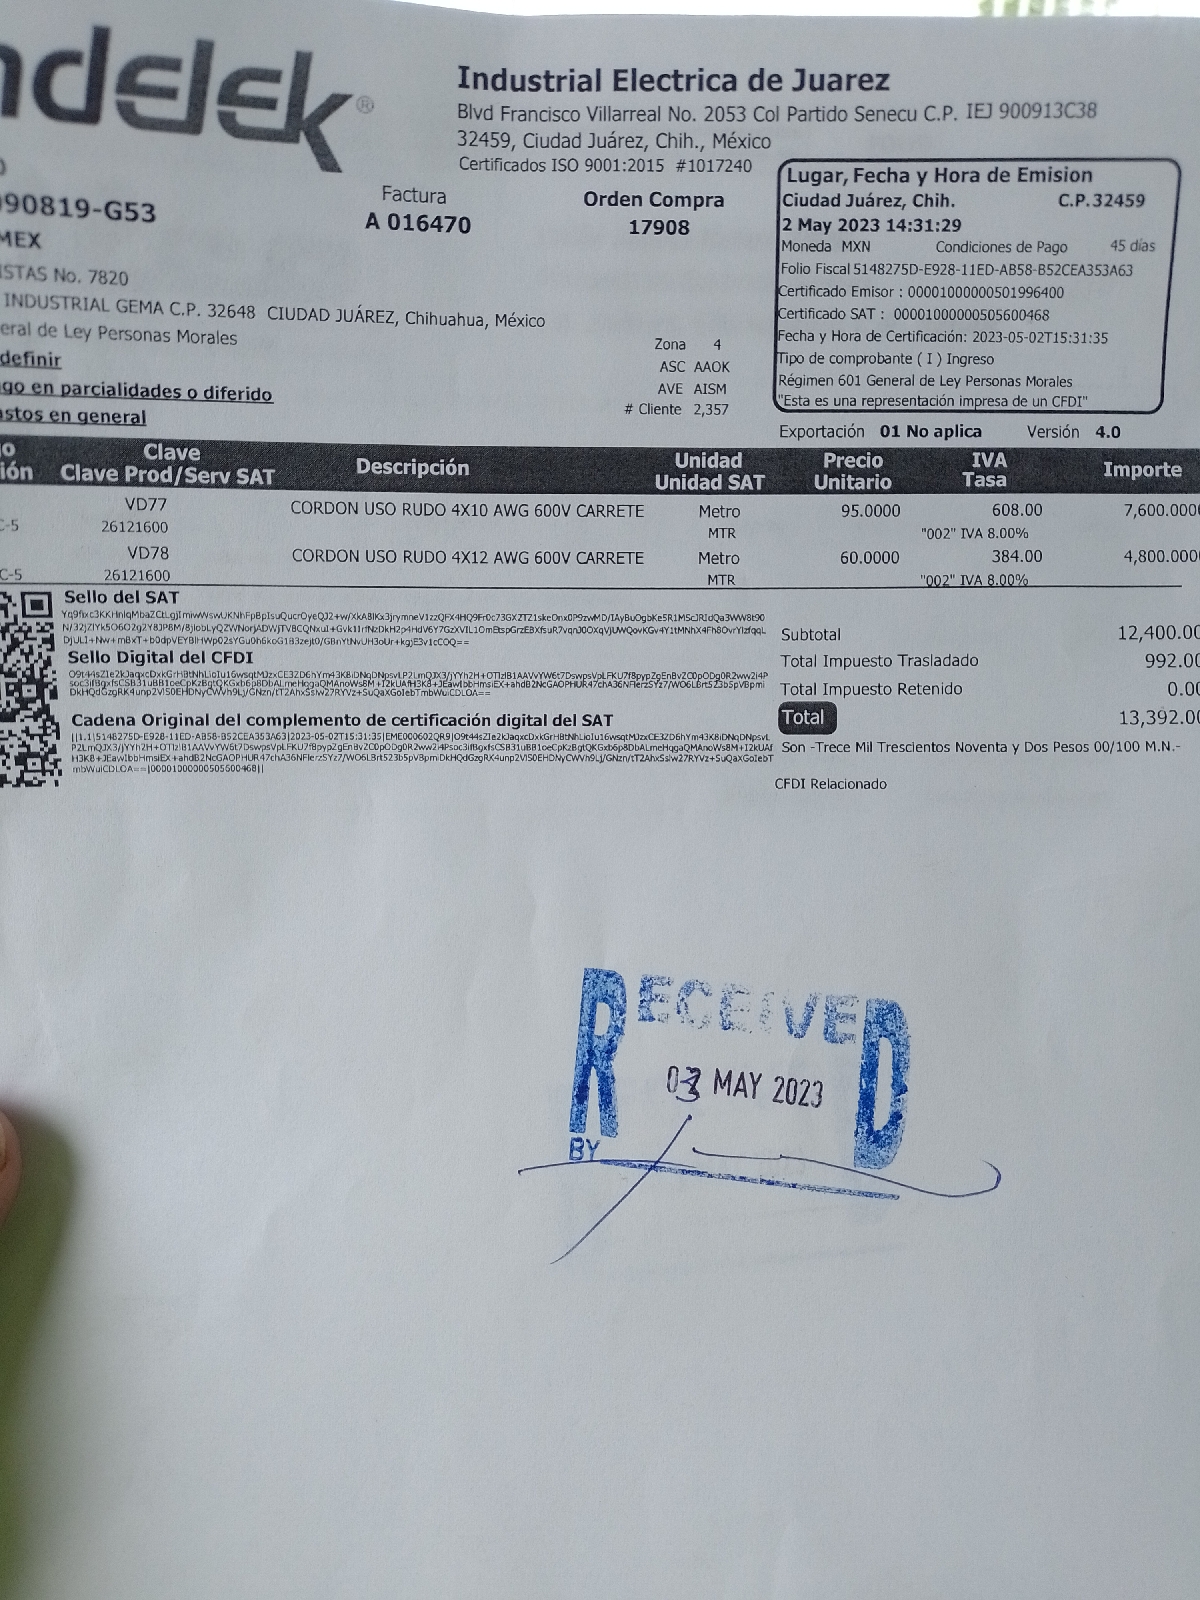 ndelek®
Industrial Electrica de Juarez
Blvd Francisco Villarreal No. 2053 Col Partido Senecu C.P. IEJ 900913C38
32459, Ciudad Juárez, Chih., México
Certificados ISO 9001:2015 #1017240
Factura
A 016470
Orden Compra
17908
Lugar, Fecha y Hora de Emision
Ciudad Juárez, Chih. C.P.32459
2 May 2023 14:31:29
Moneda MXN Condiciones de Pago 45 días
Folio Fiscal 5148275D-E928-11ED-AB58-B52CEA353A63
Certificado Emisor : 00001000000501996400
Certificado SAT : 00001000000505600468
Fecha y Hora de Certificación: 2023-05-02T15:31:35
Tipo de comprobante ( I ) Ingreso
Régimen 601 General de Ley Personas Morales
"Esta es una representación impresa de un CFDI"
Exportación 01 No aplica Versión 4.0
090819-G53
MEX
ISTAS No. 7820
INDUSTRIAL GEMA C.P. 32648 CIUDAD JUÁREZ, Chihuahua, México
eral de Ley Personas Morales
definir
go en parcialidades o diferido
astos en general
Zona 4
ASC AAOK
AVE AISM
# Cliente 2,357
ión Clave Clave Prod/Serv SAT Descripción Unidad Unidad SAT Precio Unitario IVA Tasa Importe
VD77 CORDON USO RUDO 4X10 AWG 600V CARRETE Metro 95.0000 608.00 7,600.000
C-5 26121600 MTR "002" IVA 8.00%
VD78 CORDON USO RUDO 4X12 AWG 600V CARRETE Metro 60.0000 384.00 4,800.000
C-5 26121600 MTR "002" IVA 8.00%
Sello del SAT
Sello Digital del CFDI
Cadena Original del complemento de certificación digital del SAT
Subtotal 12,400.00
Total Impuesto Trasladado 992.00
Total Impuesto Retenido 0.00
Total 13,392.00
Son -Trece Mil Trescientos Noventa y Dos Pesos 00/100 M.N.-
CFDI Relacionado
RECEIVED
03 MAY 2023
BY